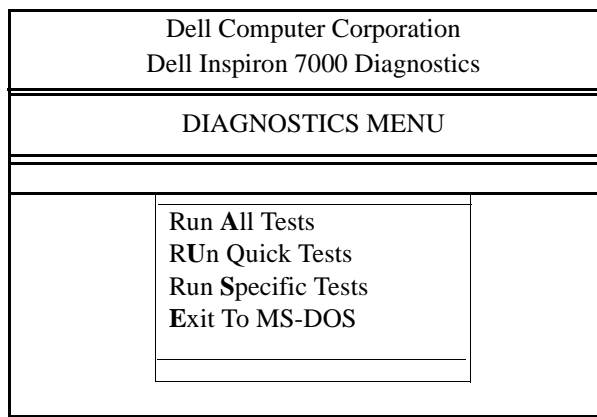 Dell Computer Corporation
Dell Inspiron 7000 Diagnostics
DIAGNOSTICS MENU
Run All Tests
RUn Quick Tests
Run Specific Tests
Exit To MS-DOS